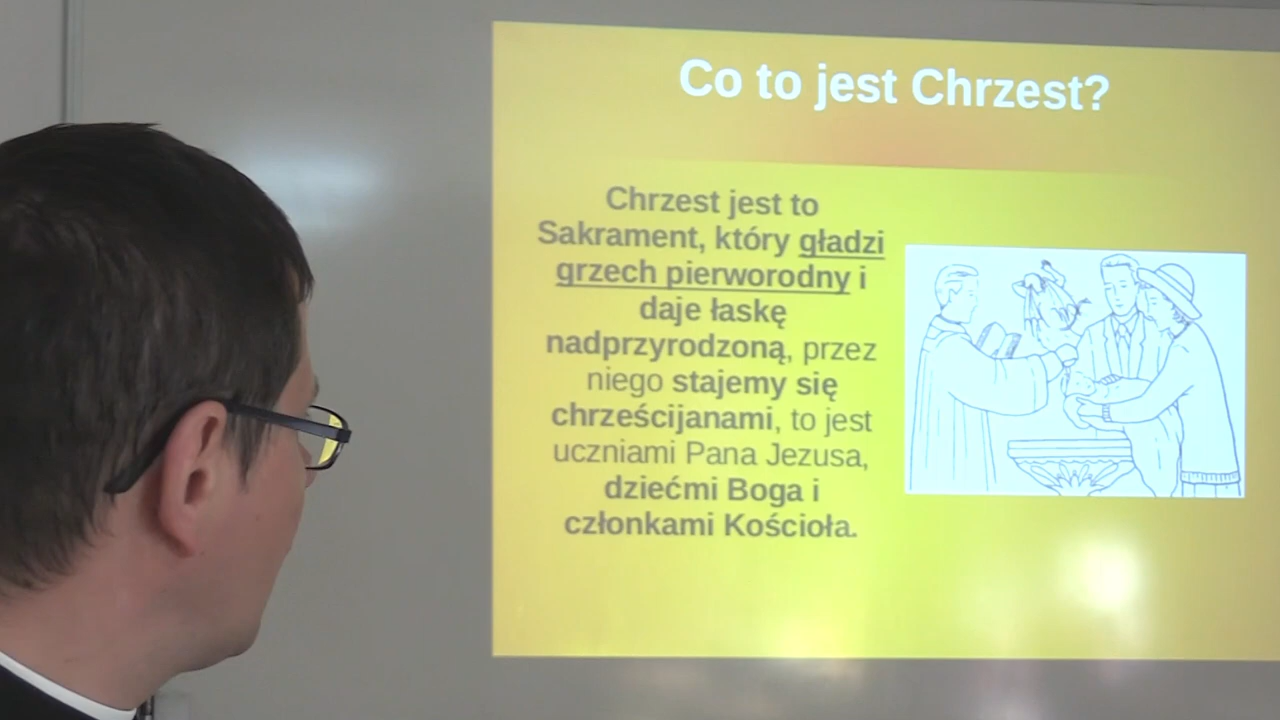 Co to jest Chrzest?
Chrzest jest to
Sakrament, który gładzi
grzech pierworodny i
daje łaskę
nadprzyrodzoną, przez
niego stajemy się
chrześcijanami, to jest
uczniami Pana Jezusa,
dziećmi Boga i
członkami Kościoła.